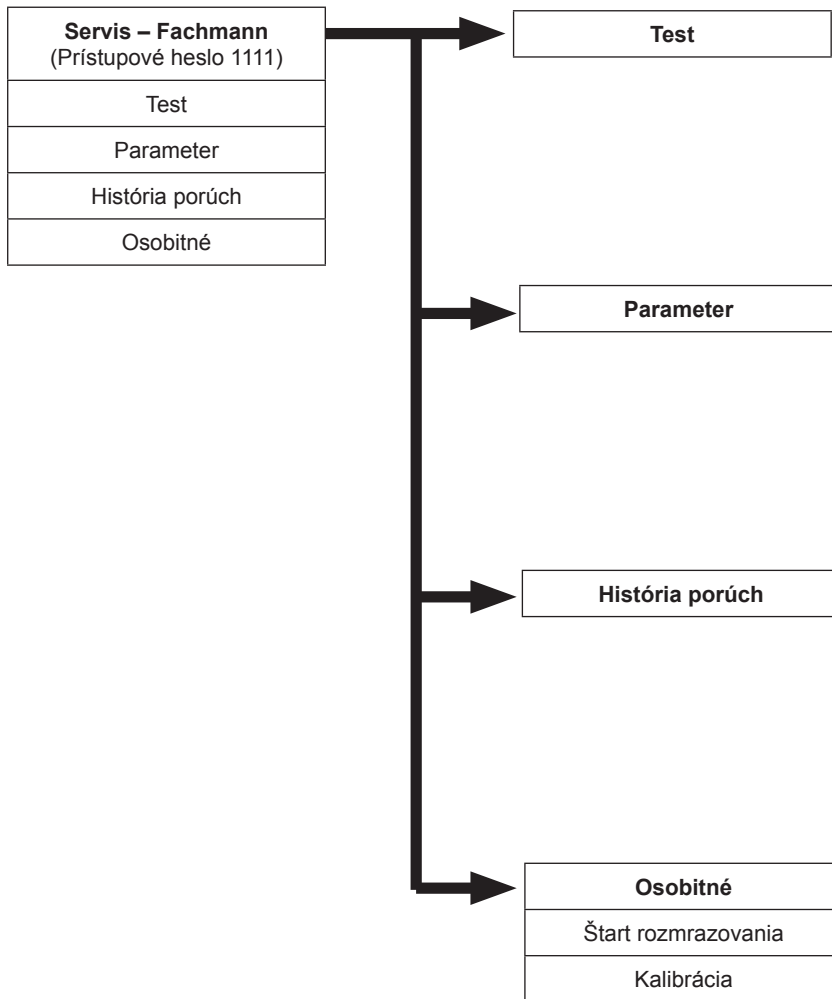 Servis – Fachmann
(Prístupové heslo 1111)
Test
Parameter
História porúch
Osobitné
Test
Parameter
História porúch
Osobitné
Štart rozmrazovania
Kalibrácia